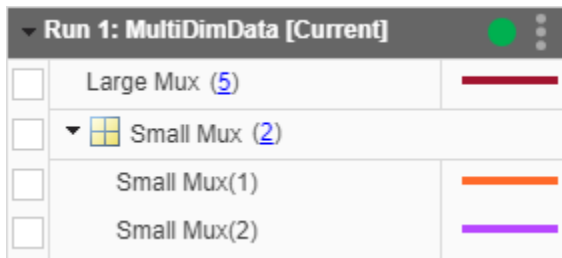 Run 1: MultiDimData [Current]
Large Mux (5)
Small Mux (2)
Small Mux(1)
Small Mux(2)